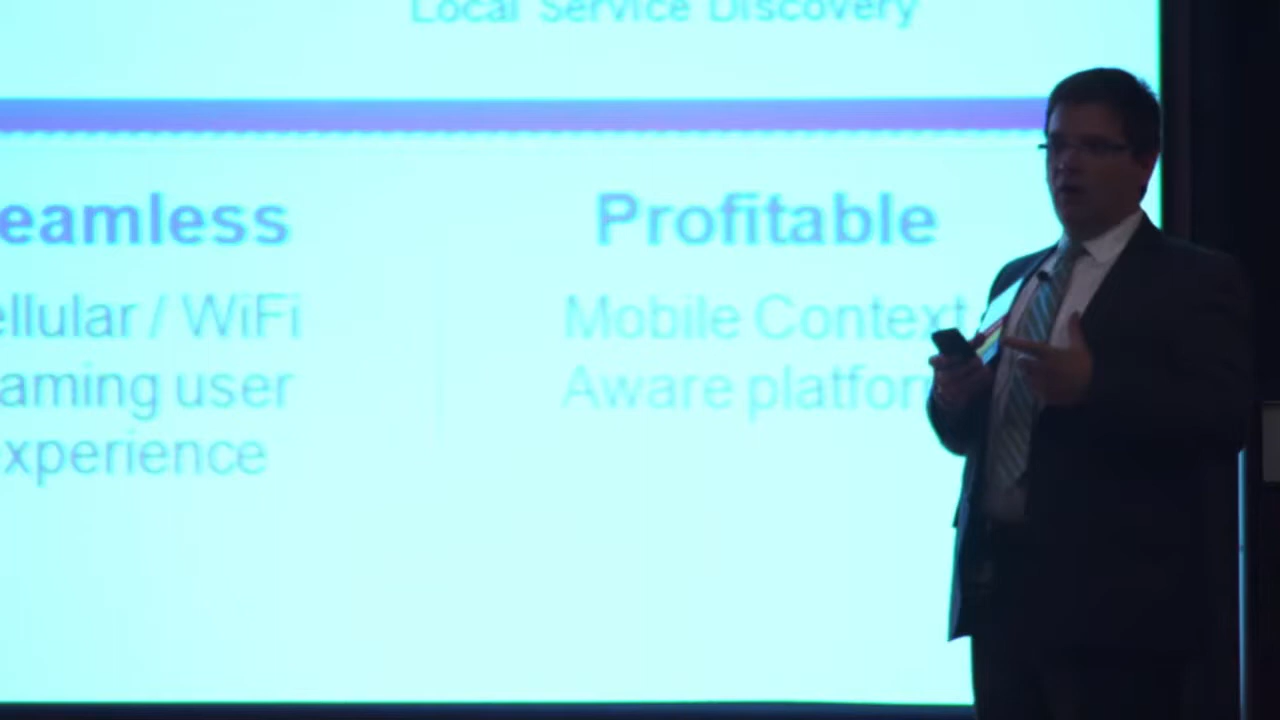 Local Service Discovery
eamless
Profitable
ellular / WiFi
Mobile Context
aming user
Aware platfor
xperience